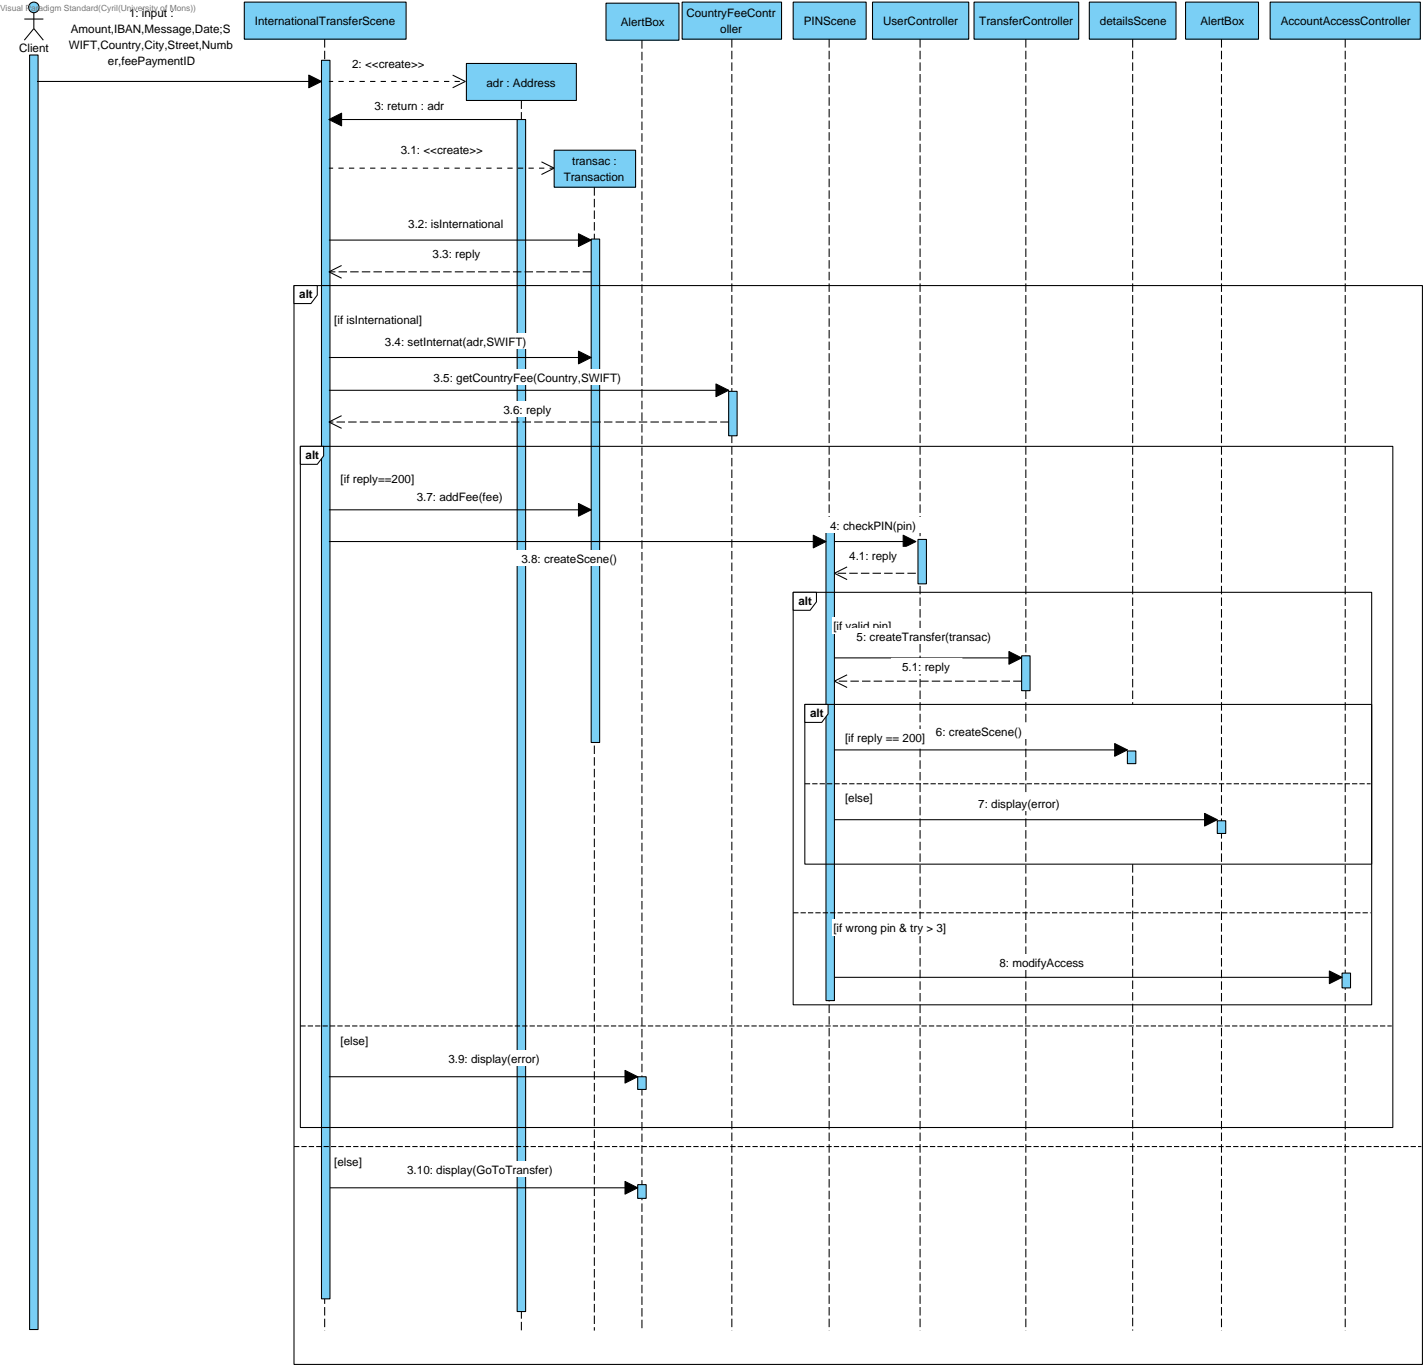 Visual Paradigm Standard(Cyril(University of Mons))
1: input :
Amount,IBAN,Message,Date;S
WIFT,Country,City,Street,Numb
er,feePaymentID
Client
InternationalTransferScene
AlertBox
CountryFeeContr
oller
PINScene
UserController
TransferController
detailsScene
AlertBox
AccountAccessController
2: <<create>>
adr : Address
3: return : adr
3.1: <<create>>
transac :
Transaction
3.2: isInternational
3.3: reply
alt
[if isInternational]
3.4: setInternat(adr,SWIFT)
3.5: getCountryFee(Country,SWIFT)
3.6: reply
alt
[if reply==200]
3.7: addFee(fee)
4: checkPIN(pin)
3.8: createScene()
4.1: reply
alt
[if valid pin]
5: createTransfer(transac)
5.1: reply
alt
6: createScene()
[if reply == 200]
[else]
7: display(error)
[if wrong pin & try > 3]
8: modifyAccess
[else]
3.9: display(error)
[else]
3.10: display(GoToTransfer)